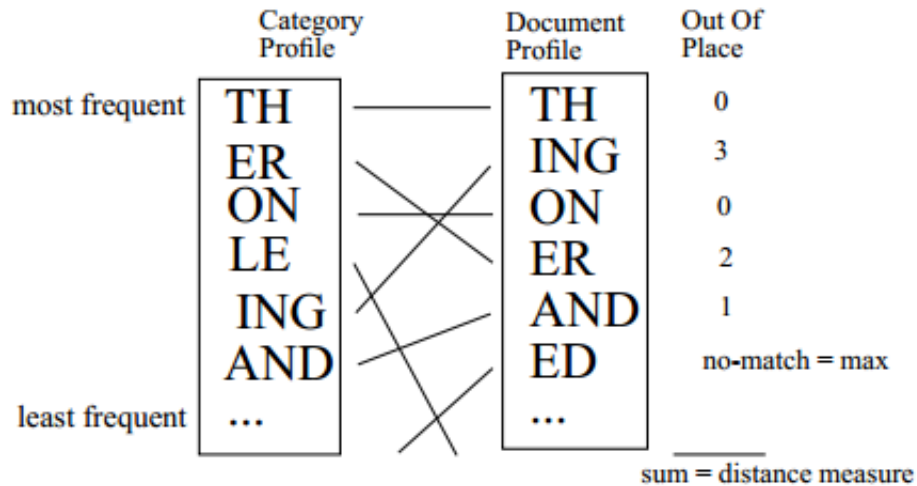 Category Profile
Document Profile
Out Of Place
most frequent TH TH 0
ER ING 3
ON ON 0
LE ER 2
ING AND 1
AND ED no-match = max
least frequent ... ...
sum = distance measure